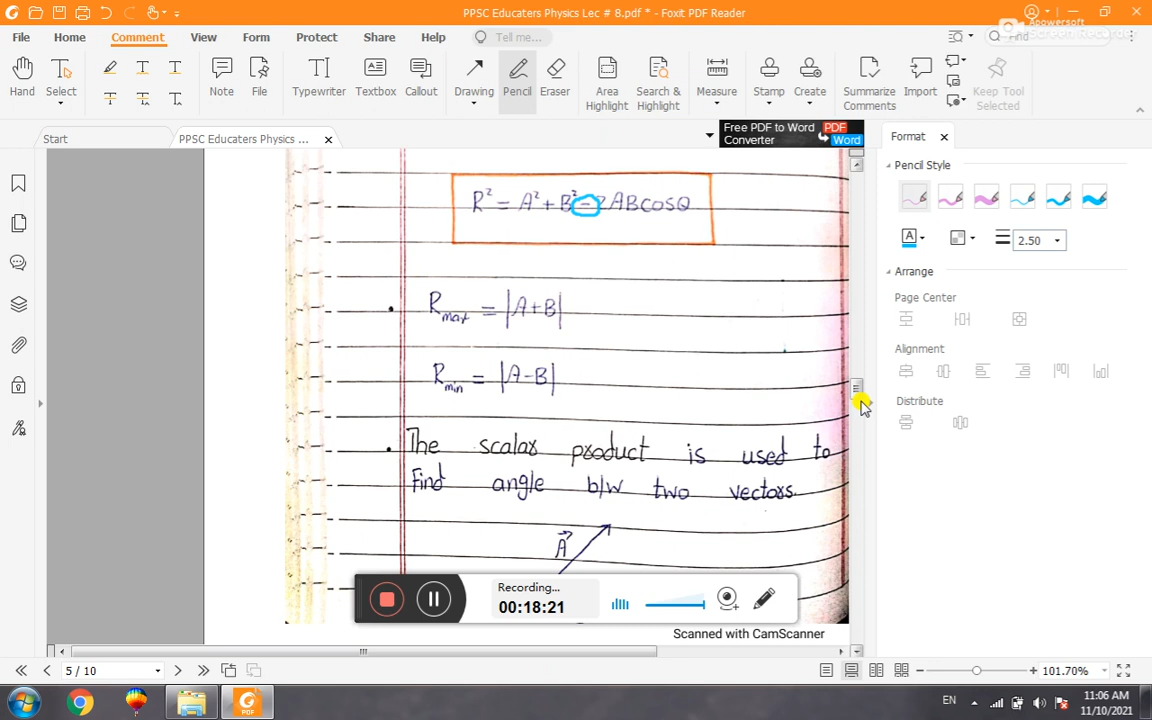 PPSC Educaters Physics Lec # 8.pdf * - Foxit PDF Reader
Apowersoft
Screen Recorder
File Home Comment View Form Protect Share Help Tell me... Find
Hand Select Note File Typewriter Textbox Callout Drawing Pencil Eraser Area Highlight Search & Highlight Measure Stamp Create Summarize Comments Import Keep Tool Selected
Start
PPSC Educaters Physics ...
Free PDF to Word Converter
PDF
Word
Format
Pencil Style
2.50
Arrange
Page Center
Alignment
Distribute
R² = A² + B² - 2ABcosθ
Rmax = |A+B|
Rmin = |A-B|
The scalar product is used to
Find angle b/w two vectors.
A
Recording...
00:18:21
Scanned with CamScanner
5 / 10
101.70%
PDF
EN
11:06 AM
11/10/2021